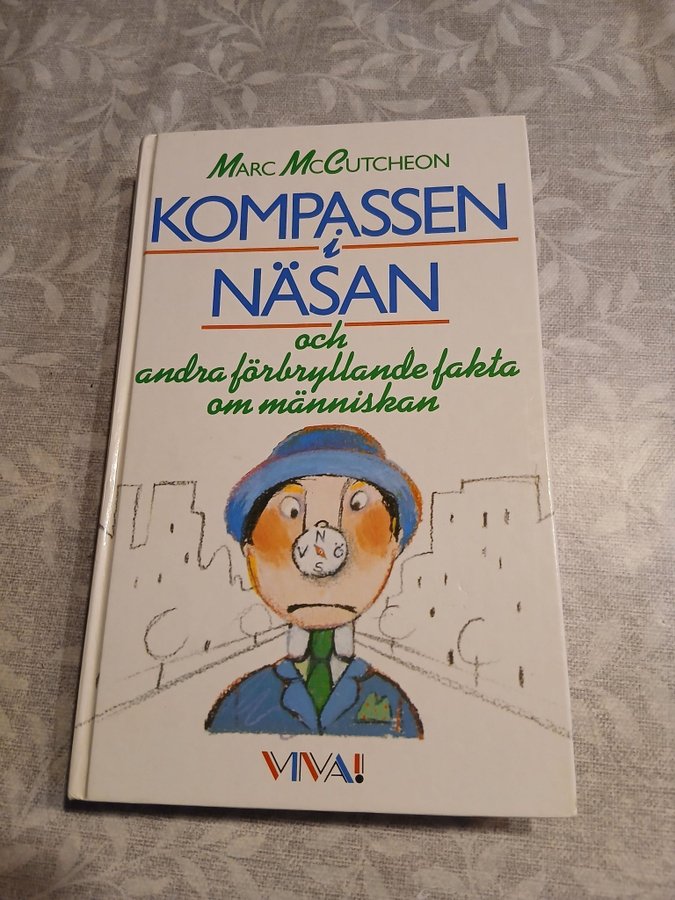 MARC MCCUTCHEON
KOMPASSEN
i
NÄSAN
och
andra förbryllande fakta
om människan
N
V Ö
S
VIVA!